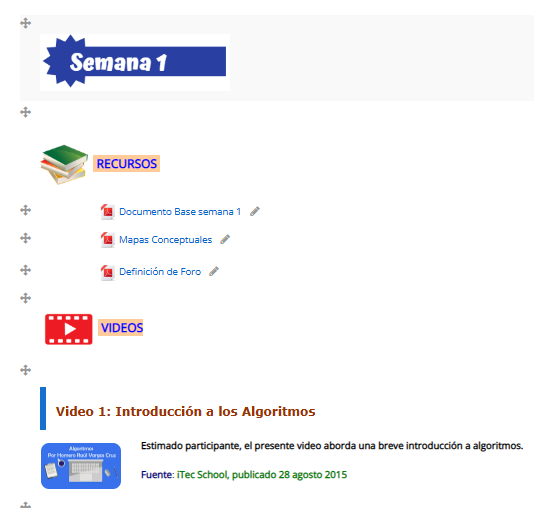 Semana 1
RECURSOS
Documento Base semana 1
Mapas Conceptuales
Definición de Foro
VIDEOS
Video 1: Introducción a los Algoritmos
Algoritmos
Por Homero Raúl Vargas Cruz
Estimado participante, el presente video aborda una breve introducción a algoritmos.
Fuente: iTec School, publicado 28 agosto 2015